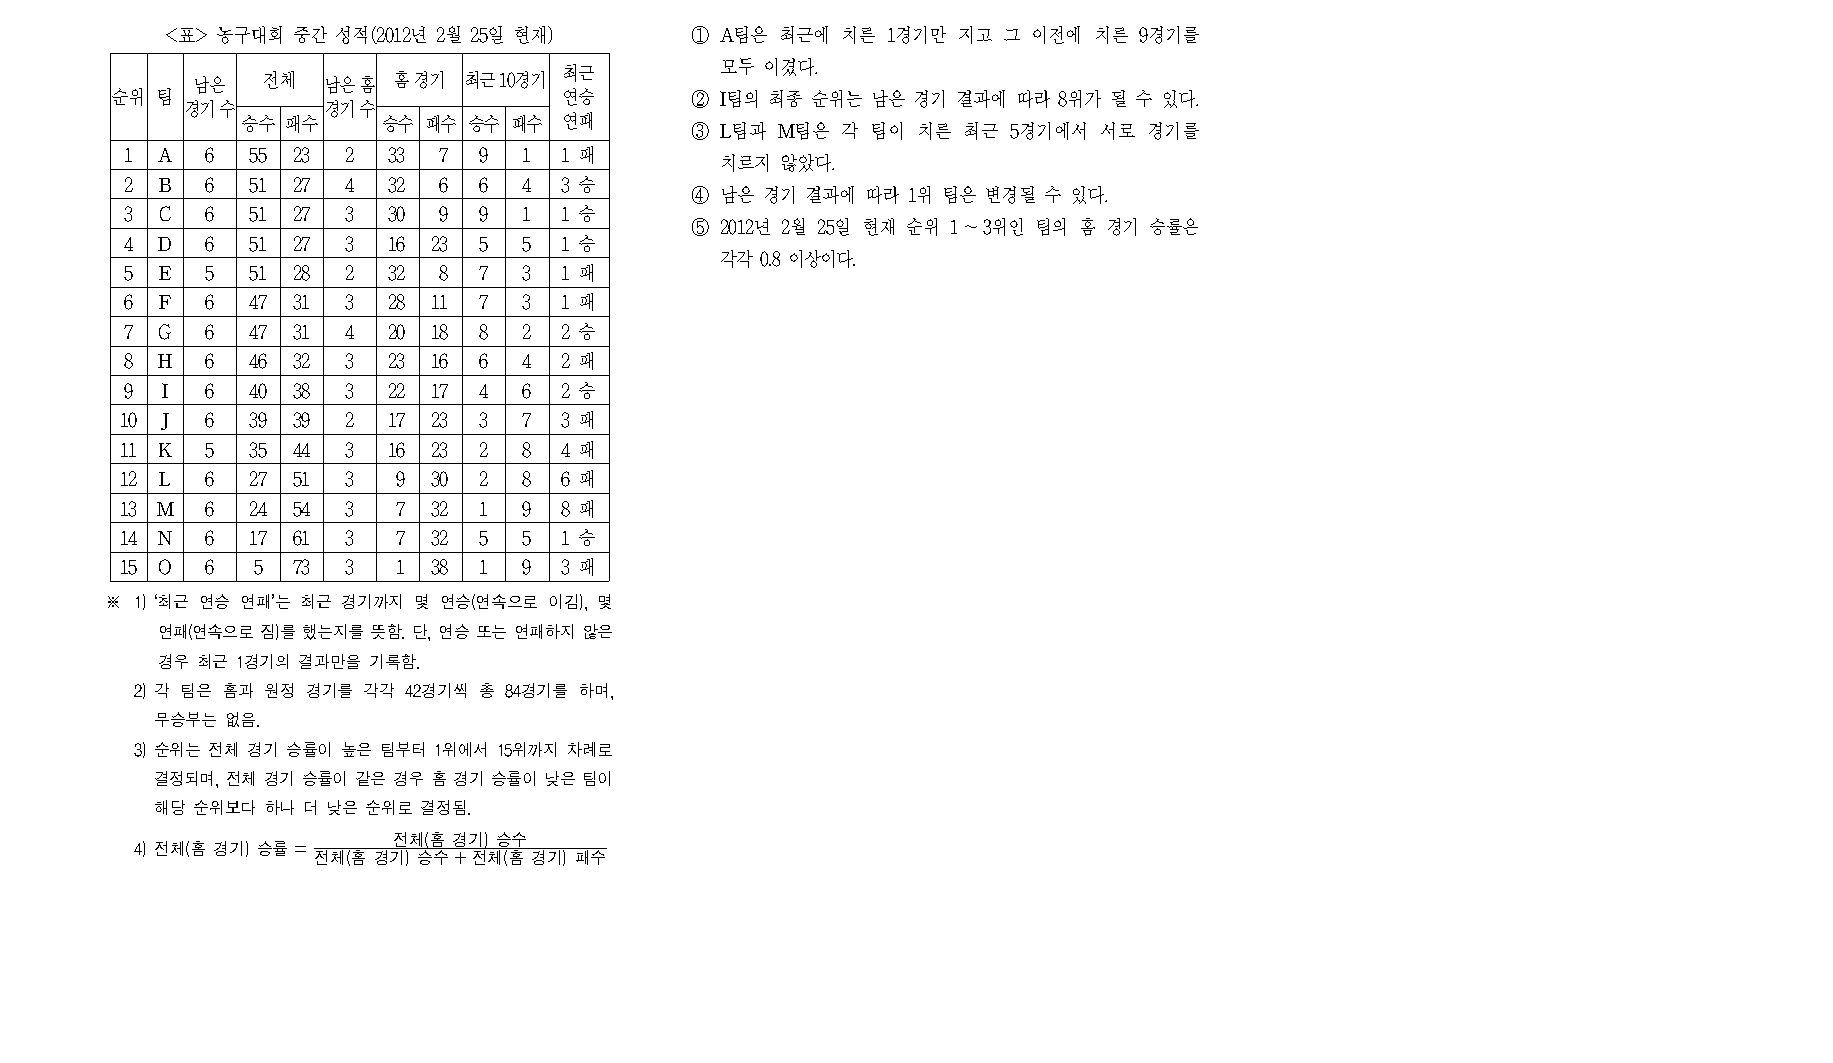 <표> 농구대회 중간 성적(2012년 2월 25일 현재)
순위 팀 남은 경기 수 전체 남은 홈 경기 수 홈 경기 최근 10경기 최근 연승 연패
승수 패수 승수 패수 승수 패수
1 A 6 55 23 2 33 7 9 1 1 패
2 B 6 51 27 4 32 6 6 4 3 승
3 C 6 51 27 3 30 9 9 1 1 승
4 D 6 51 27 3 16 23 5 5 1 승
5 E 5 51 28 2 32 8 7 3 1 패
6 F 6 47 31 3 28 11 7 3 1 패
7 G 6 47 31 4 20 18 8 2 2 승
8 H 6 46 32 3 23 16 6 4 2 패
9 I 6 40 38 3 22 17 4 6 2 승
10 J 6 39 39 2 17 23 3 7 3 패
11 K 5 35 44 3 16 23 2 8 4 패
12 L 6 27 51 3 9 30 2 8 6 패
13 M 6 24 54 3 7 32 1 9 8 패
14 N 6 17 61 3 7 32 5 5 1 승
15 O 6 5 73 3 1 38 1 9 3 패
※ 1) '최근 연승 연패'는 최근 경기까지 몇 연승(연속으로 이김), 몇
연패(연속으로 짐)를 했는지를 뜻함. 단, 연승 또는 연패하지 않은
경우 최근 1경기의 결과만을 기록함.
2) 각 팀은 홈과 원정 경기를 각각 42경기씩 총 84경기를 하며,
무승부는 없음.
3) 순위는 전체 경기 승률이 높은 팀부터 1위에서 15위까지 차례로
결정되며, 전체 경기 승률이 같은 경우 홈 경기 승률이 낮은 팀이
해당 순위보다 하나 더 낮은 순위로 결정됨.
4) 전체(홈 경기) 승률 = 전체(홈 경기) 승수
전체(홈 경기) 승수 + 전체(홈 경기) 패수
① A팀은 최근에 치른 1경기만 지고 그 이전에 치른 9경기를
모두 이겼다.
② I팀의 최종 순위는 남은 경기 결과에 따라 8위가 될 수 있다.
③ L팀과 M팀은 각 팀이 치른 최근 5경기에서 서로 경기를
치르지 않았다.
④ 남은 경기 결과에 따라 1위 팀은 변경될 수 있다.
⑤ 2012년 2월 25일 현재 순위 1 ~ 3위인 팀의 홈 경기 승률은
각각 0.8 이상이다.